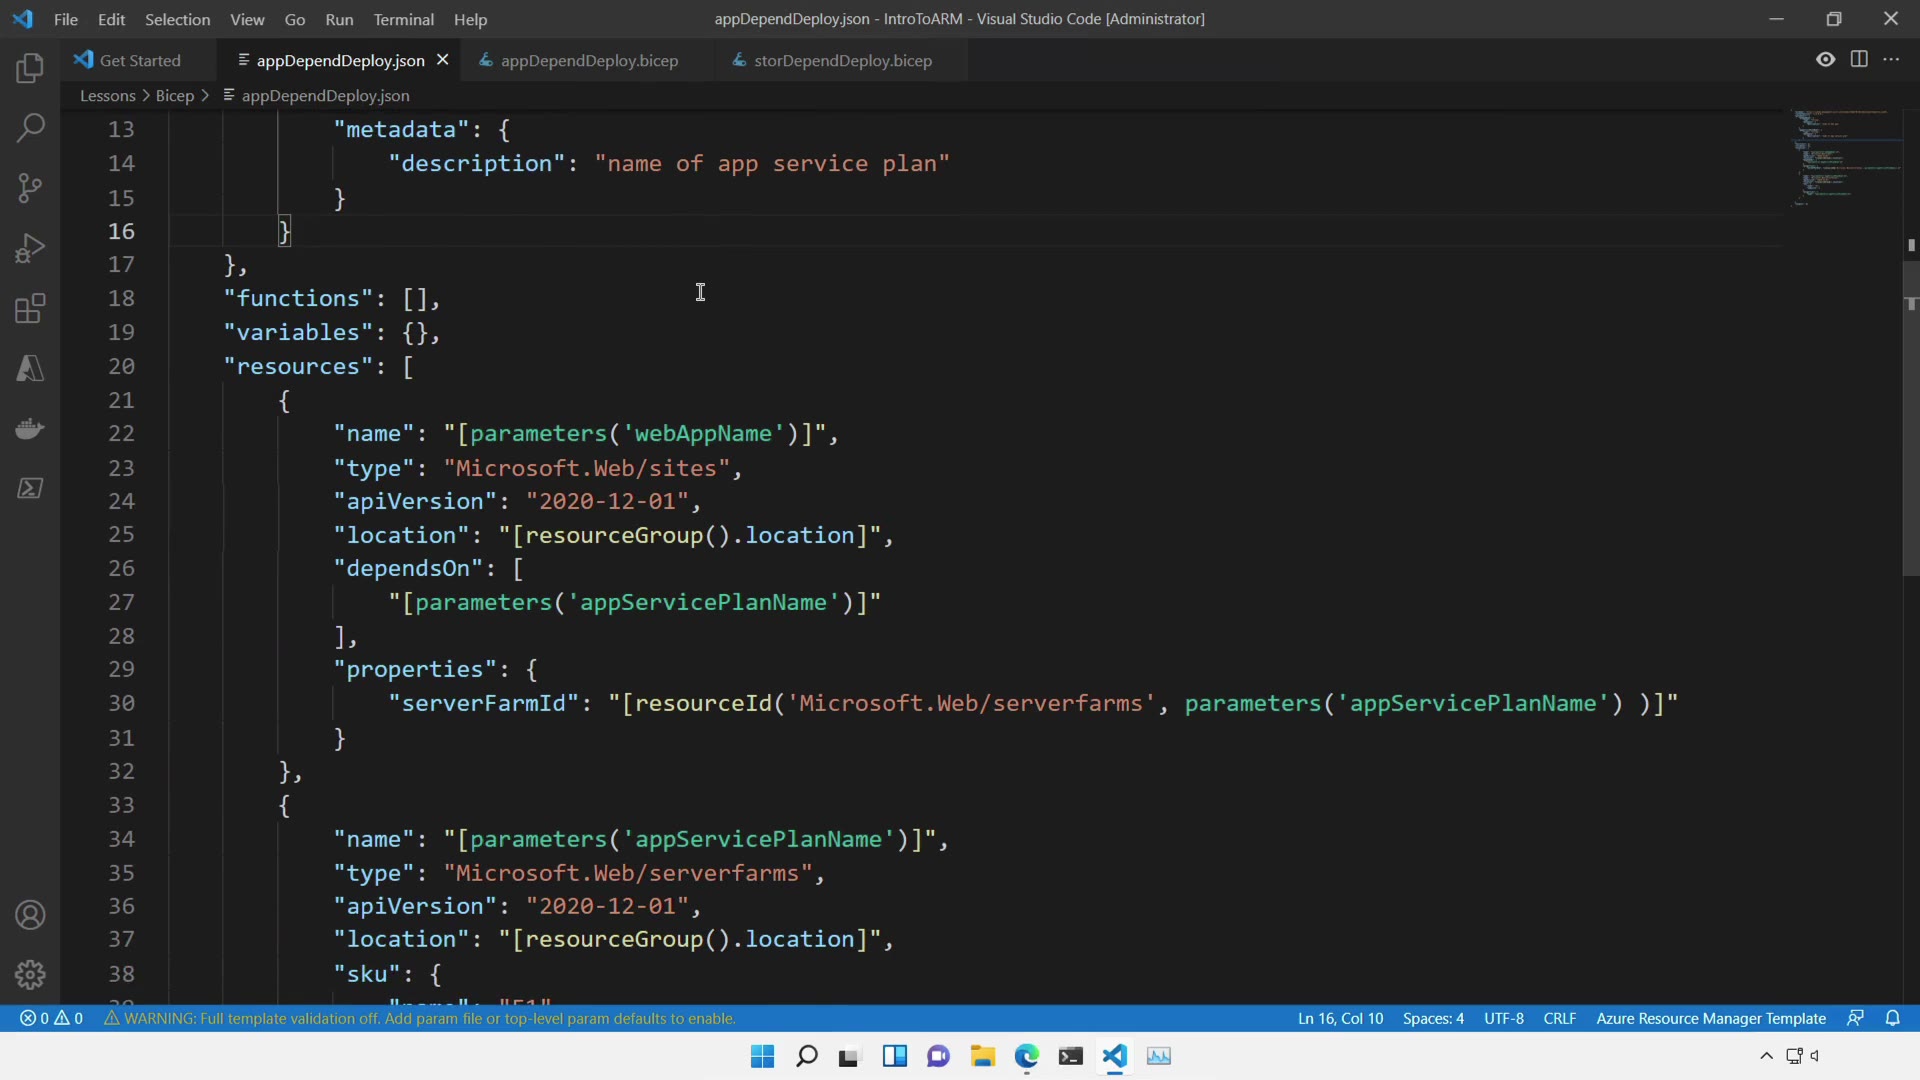 File Edit Selection View Go Run Terminal Help
appDependDeploy.json - IntroToARM - Visual Studio Code [Administrator]
Get Started
appDependDeploy.json
appDependDeploy.bicep
storDependDeploy.bicep
Lessons > Bicep > appDependDeploy.json
13 "metadata": {
14 "description": "name of app service plan"
15 }
16 }
17 },
18 "functions": [],
19 "variables": {},
20 "resources": [
21 {
22 "name": "[parameters('webAppName')]",
23 "type": "Microsoft.Web/sites",
24 "apiVersion": "2020-12-01",
25 "location": "[resourceGroup().location]",
26 "dependsOn": [
27 "[parameters('appServicePlanName')]"
28 ],
29 "properties": {
30 "serverFarmId": "[resourceId('Microsoft.Web/serverfarms', parameters('appServicePlanName') )]"
31 }
32 },
33 {
34 "name": "[parameters('appServicePlanName')]",
35 "type": "Microsoft.Web/serverfarms",
36 "apiVersion": "2020-12-01",
37 "location": "[resourceGroup().location]",
38 "sku": {
0 0 WARNING: Full template validation off. Add param file or top-level param defaults to enable.
Ln 16, Col 10 Spaces: 4 UTF-8 CRLF Azure Resource Manager Template